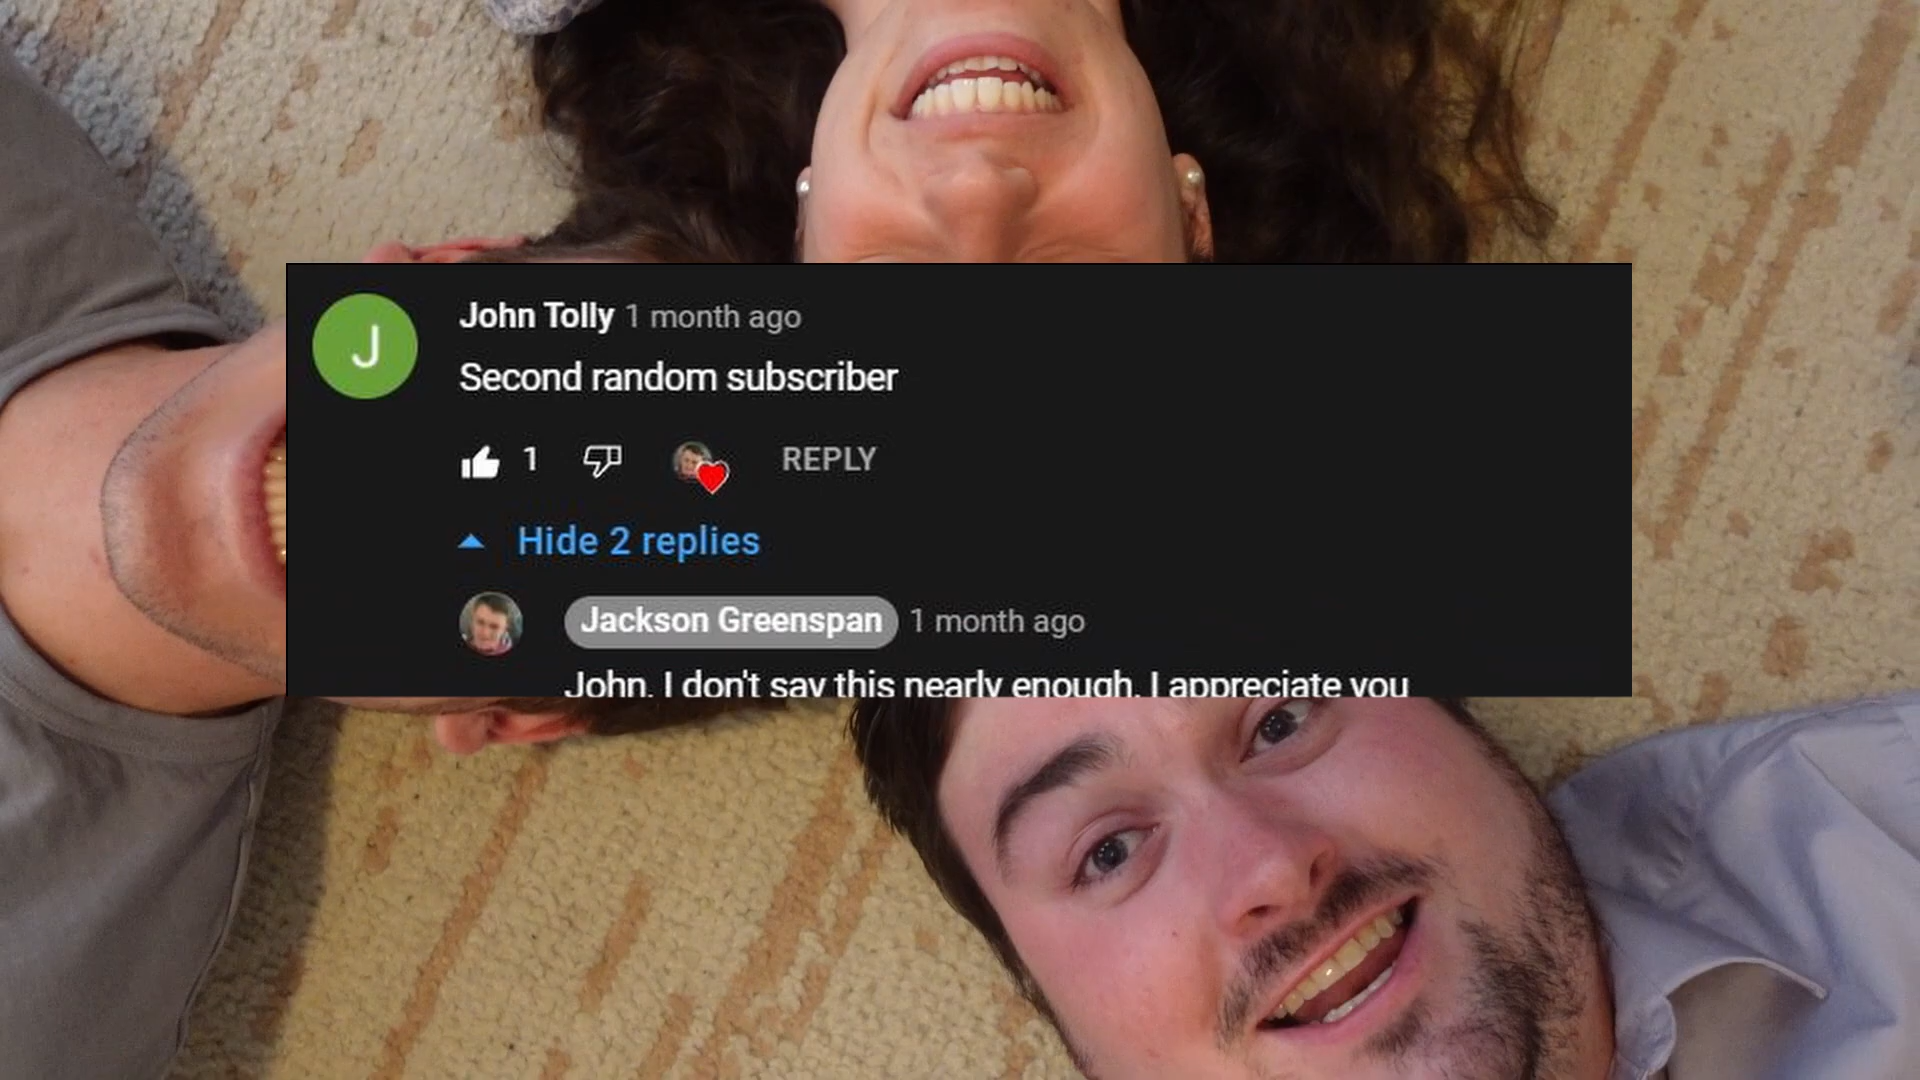 J
John Tolly 1 month ago
Second random subscriber
1 REPLY
Hide 2 replies
Jackson Greenspan 1 month ago
John, I don't say this nearly enough, I appreciate you